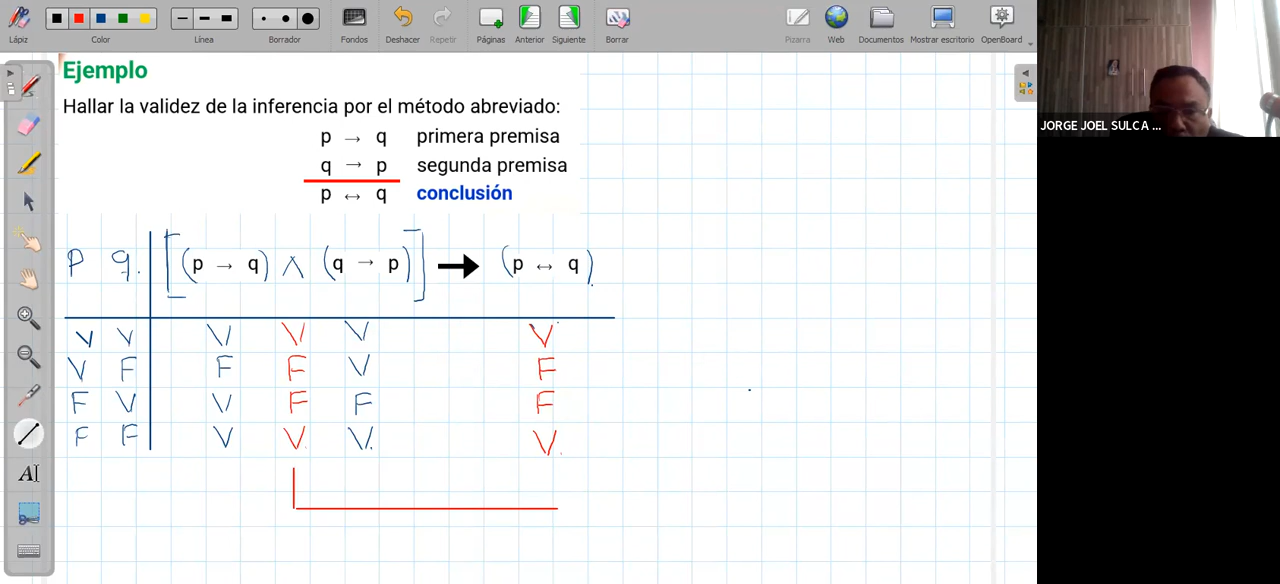 Lápiz Color Línea Borrador Fondos Deshacer Repetir Páginas Anterior Siguiente Borrar Pizarra Web Documentos Mostrar escritorio OpenBoard
JORGE JOEL SULCA ...
Ejemplo
Hallar la validez de la inferencia por el método abreviado:
p → q primera premisa
q → p segunda premisa
p ↔ q conclusión
p q. [(p → q) ∧ (q → p)] → (p ↔ q).
V V V V V V
V F F F V F
F V V F F F
F F V V. V. V.
AI